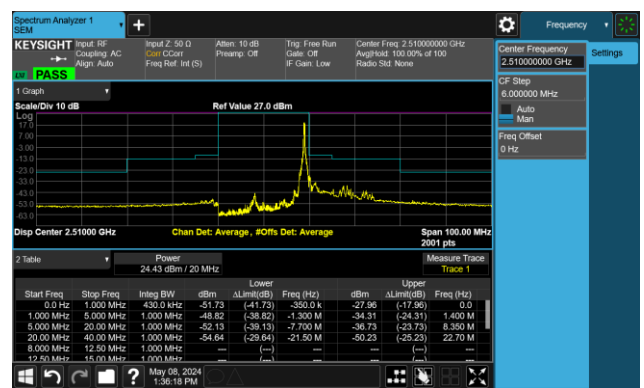 Spectrum Analyzer 1
SEM
Frequency
KEYSIGHT
Input: RF
Coupling: AC
Align: Auto
Input Z: 50 Ω
Corr CCorr
Freq Ref: Int (S)
Atten: 10 dB
Preamp: Off
Trig: Free Run
Gate: Off
IF Gain: Low
Center Freq: 2.510000000 GHz
Avg|Hold: 100.00% of 100
Radio Std: None
LW PASS
Center Frequency
2.510000000 GHz
Settings
CF Step
6.000000 MHz
Auto
Man
Freq Offset
0 Hz
1 Graph
Scale/Div 10 dB
Ref Value 27.0 dBm
Log
17.0
7.00
-3.00
-13.0
-23.0
-33.0
-43.0
-53.0
-63.0
Disp Center 2.51000 GHz
Chan Det: Average, #Offs Det: Average
Span 100.00 MHz
2001 pts
2 Table
Power
24.43 dBm / 20 MHz
Measure Trace
Trace 1
Lower Upper
Start Freq Stop Freq Integ BW dBm ΔLimit(dB) Freq (Hz) dBm ΔLimit(dB) Freq (Hz)
0.0 Hz 1.000 MHz 430.0 kHz -51.73 (-41.73) -350.0 k -27.96 (-17.96) 0.0
1.000 MHz 5.000 MHz 1.000 MHz -48.82 (-38.82) -1.300 M -34.31 (-24.31) 1.400 M
5.000 MHz 20.00 MHz 1.000 MHz -52.13 (-39.13) -7.700 M -36.73 (-23.73) 8.350 M
20.00 MHz 40.00 MHz 1.000 MHz -54.64 (-29.64) -21.50 M -50.23 (-25.23) 22.70 M
8.000 MHz 12.50 MHz 1.000 MHz --- (---) --- --- (---) ---
12.50 MHz 15.00 MHz 1.000 MHz --- (---) --- --- (---) ---
?
May 08, 2024
1:36:18 PM